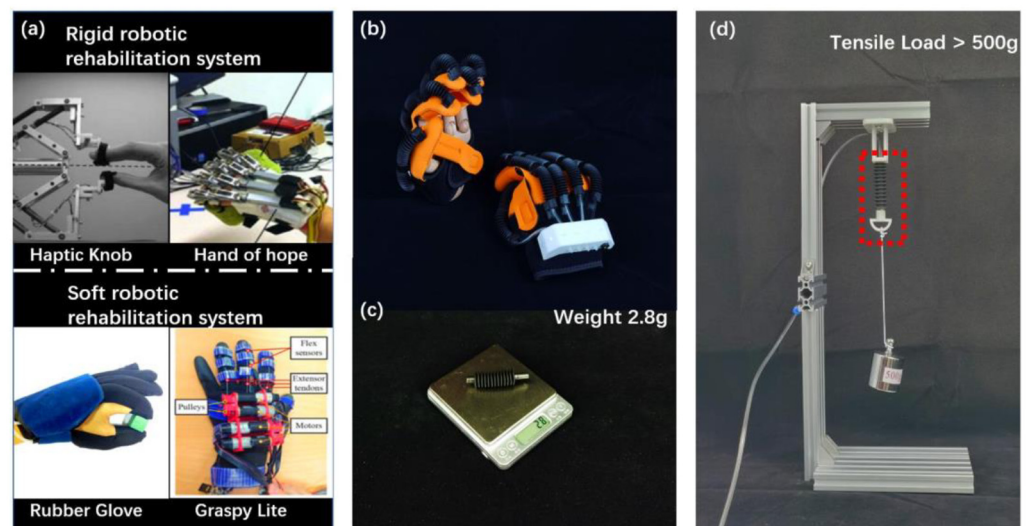 (a)
Rigid robotic
rehabilitation system
Haptic Knob
Hand of hope
Soft robotic
rehabilitation system
Flex
sensors
Extensor
tendons
Pulleys
Motors
Rubber Glove
Graspy Lite
(b)
(c)
Weight 2.8g
(d)
Tensile Load > 500g